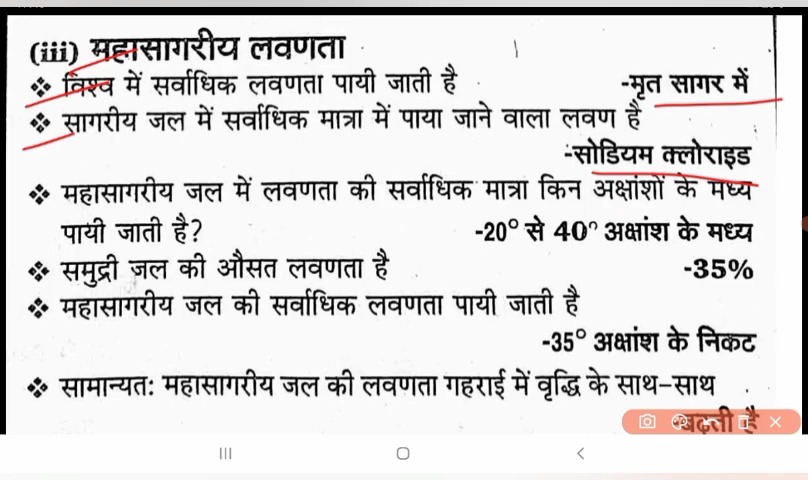 (iii) महासागरीय लवणता
❖ विश्व में सर्वाधिक लवणता पायी जाती है -मृत सागर में
❖ सागरीय जल में सर्वाधिक मात्रा में पाया जाने वाला लवण है
-सोडियम क्लोराइड
❖ महासागरीय जल में लवणता की सर्वाधिक मात्रा किन अक्षांशों के मध्य
पायी जाती है? -20° से 40° अक्षांश के मध्य
❖ समुद्री जल की औसत लवणता है -35%
❖ महासागरीय जल की सर्वाधिक लवणता पायी जाती है
-35° अक्षांश के निकट
❖ सामान्यतः महासागरीय जल की लवणता गहराई में वृद्धि के साथ-साथ
बढ़ती है